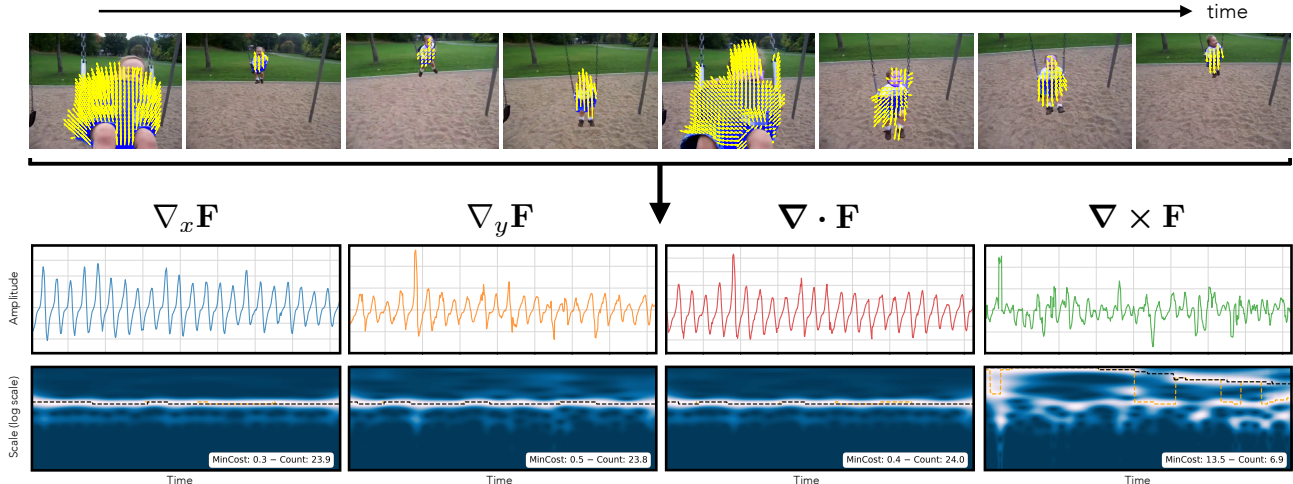 time
∇ₓF
∇ᵧF
∇ · F
∇ × F
Amplitude
Scale (log scale)
MinCost: 0.3 − Count: 23.9
MinCost: 0.5 − Count: 23.8
MinCost: 0.4 − Count: 24.0
MinCost: 13.5 − Count: 6.9
Time
Time
Time
Time